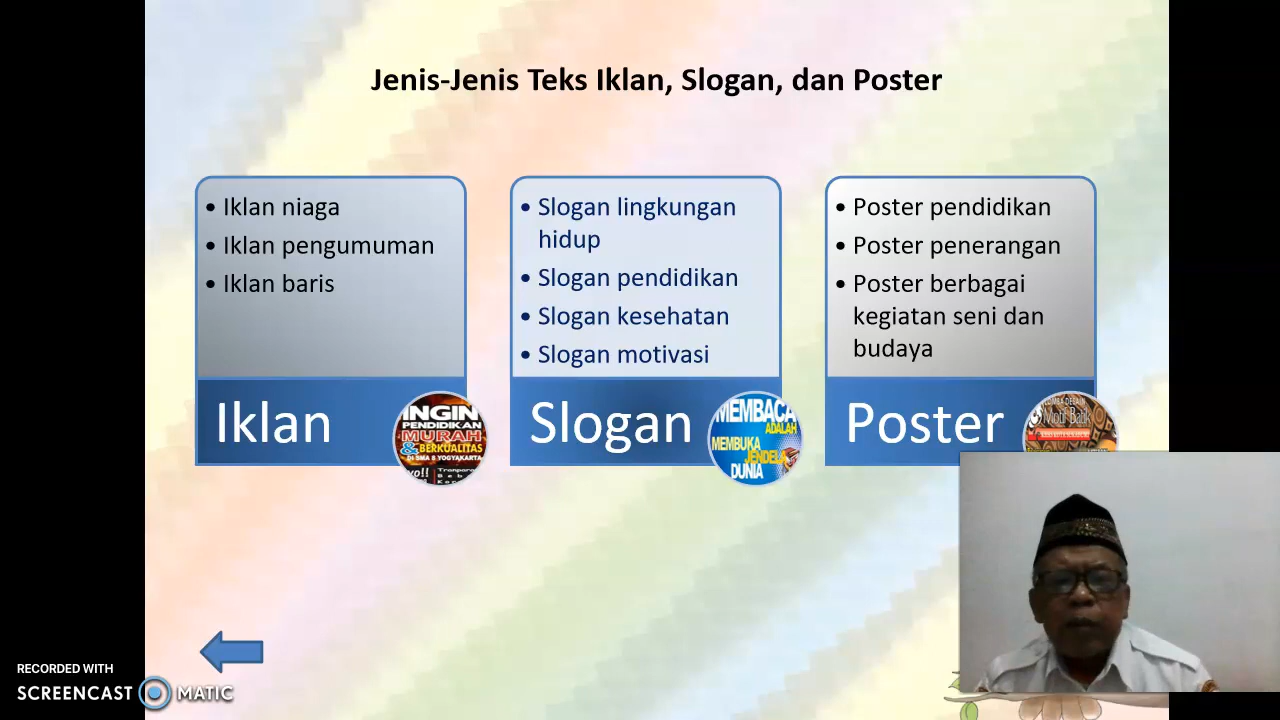 Jenis-Jenis Teks Iklan, Slogan, dan Poster
• Iklan niaga
• Iklan pengumuman
• Iklan baris
Iklan
INGIN
PENDIDIKAN
MURAH
& BERKUALITAS
DI SMA 8 YOGYAKARTA
• Slogan lingkungan
hidup
• Slogan pendidikan
• Slogan kesehatan
• Slogan motivasi
Slogan
MEMBACA
ADALAH
MEMBUKA
JENDELA
DUNIA
• Poster pendidikan
• Poster penerangan
• Poster berbagai
kegiatan seni dan
budaya
Poster
Motif Batik
RECORDED WITH
SCREENCAST MATIC